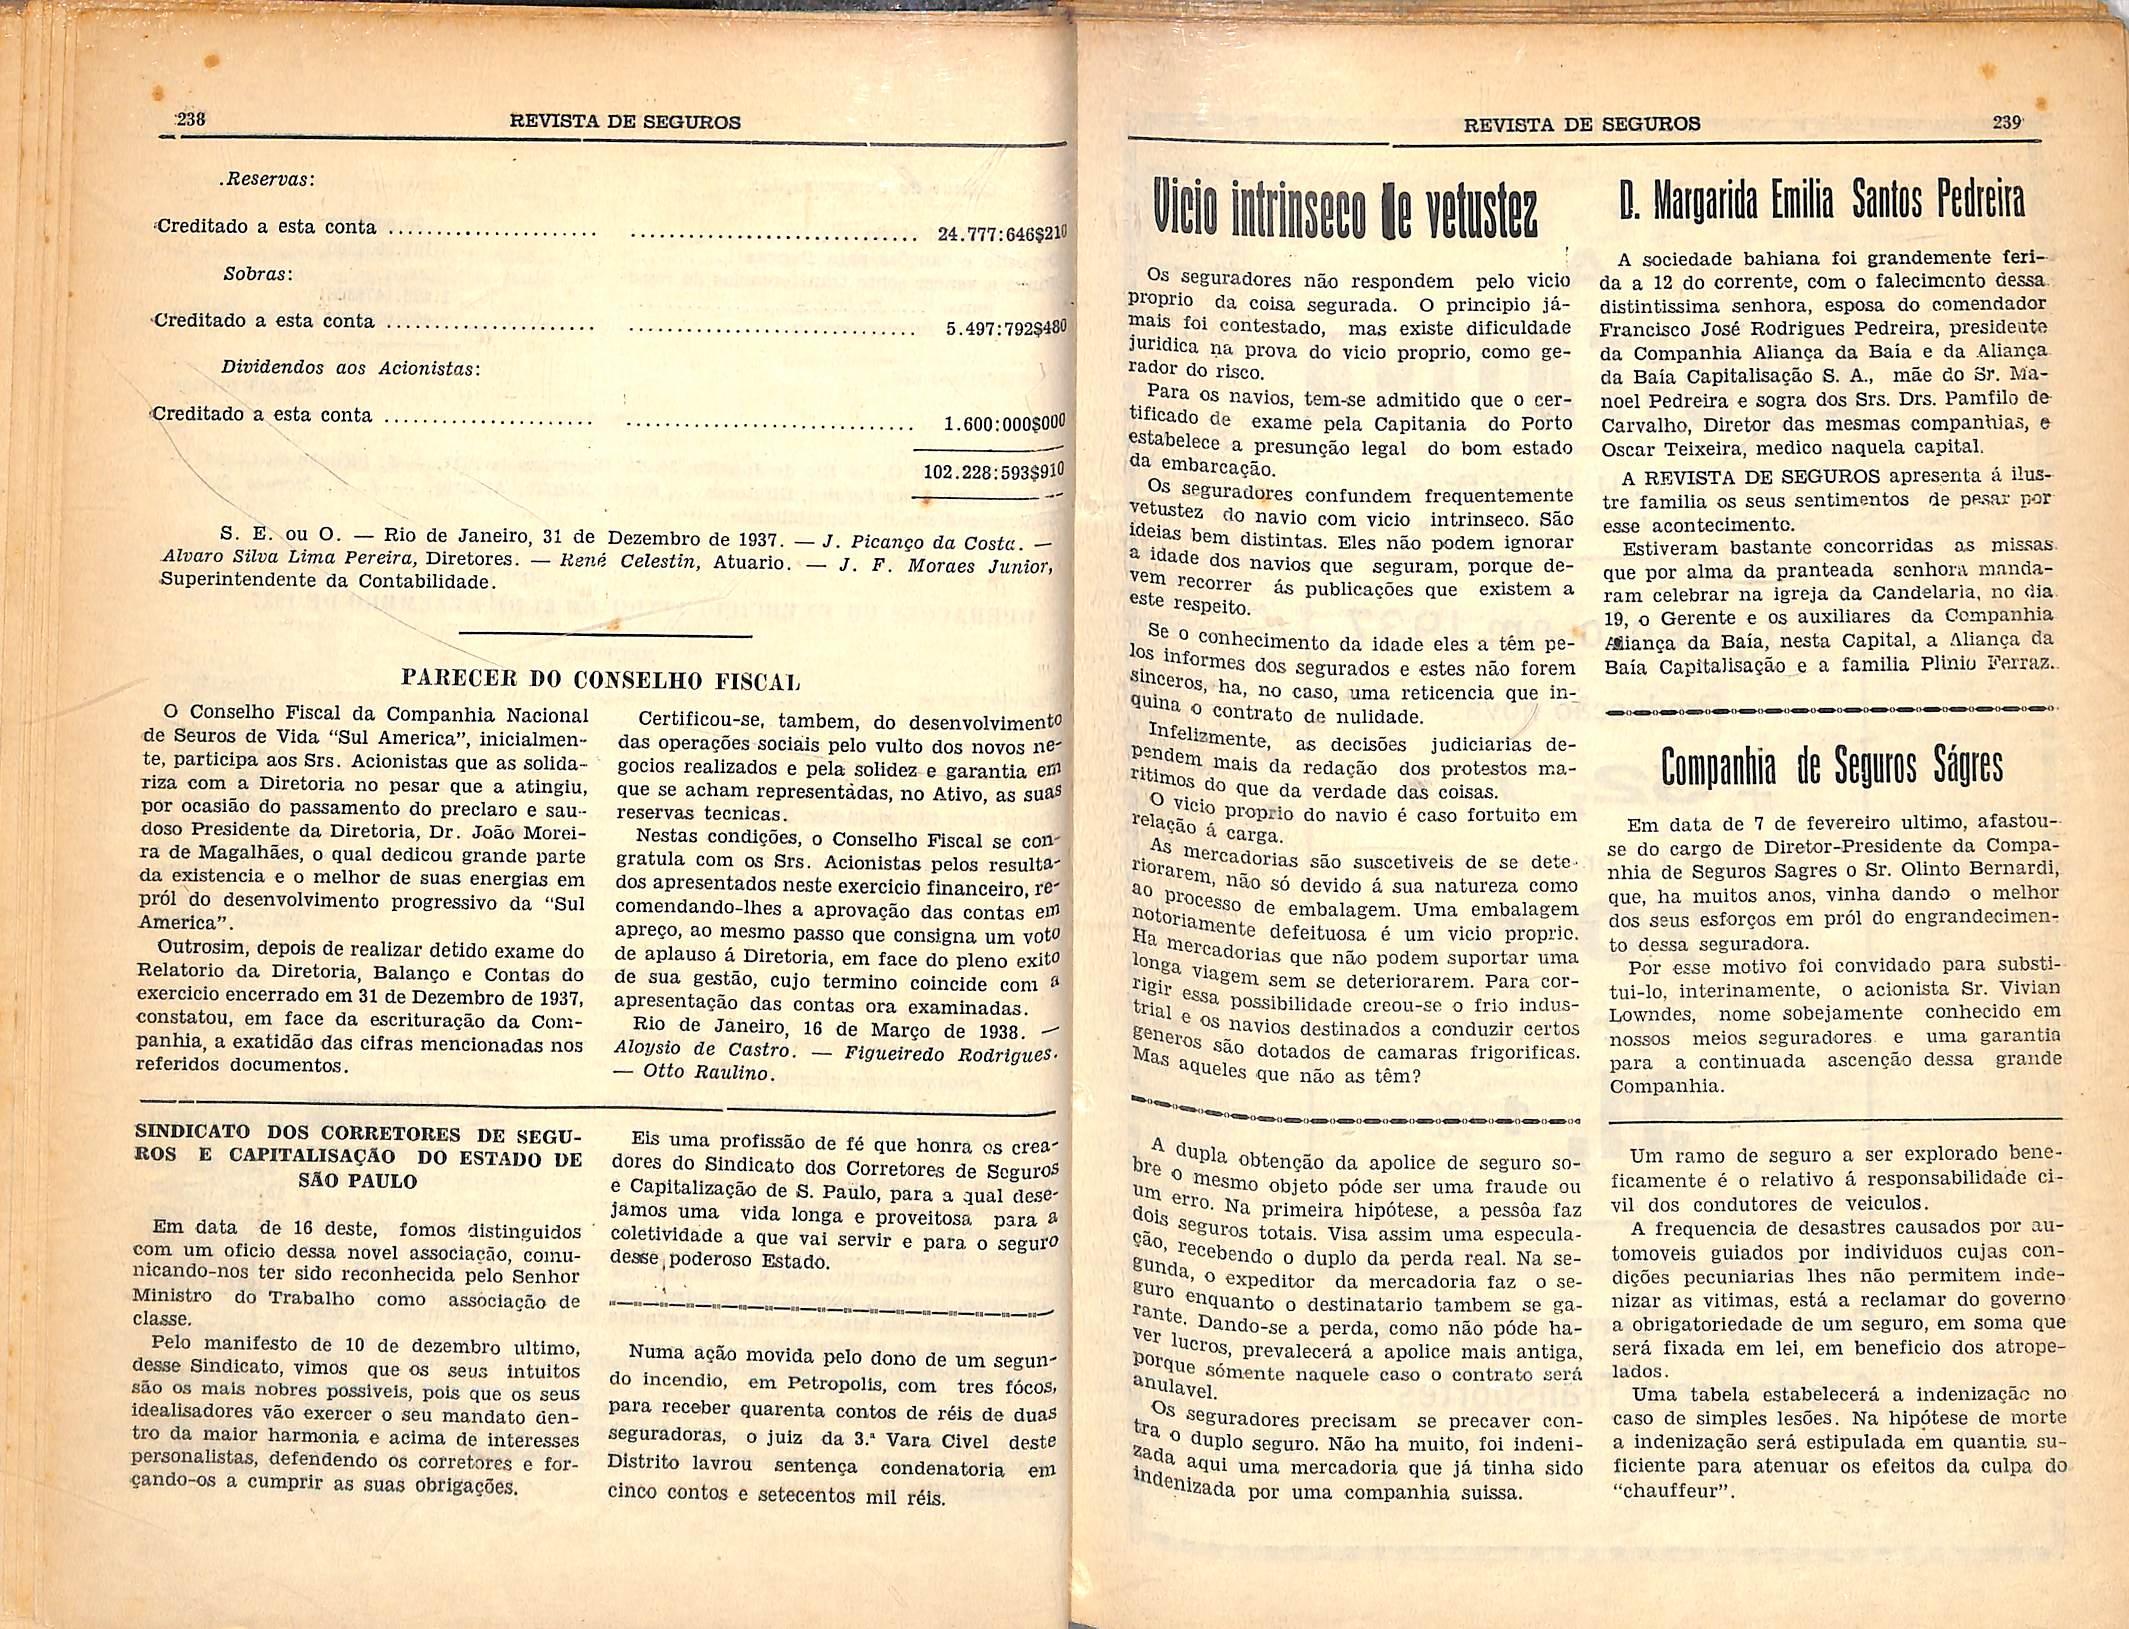 238
REVISTA DE SEGUROS
Reservas:
Creditado a esta conta ...................... .............................. 24.777:646$210
Sobras:
Creditado a esta conta ...................... .............................. 5.497:792$480
Dividendos aos Acionistas:
Creditado a esta conta ...................... .............................. 1.600:000$000
102.228:593$910
S. E. ou O. — Rio de Janeiro, 31 de Dezembro de 1937. — J. Picanço da Costa. —
Alvaro Silva Lima Pereira, Diretores. — René Celestin, Atuario. — J. F. Moraes Junior,
Superintendente da Contabilidade.
PARECER DO CONSELHO FISCAL
O Conselho Fiscal da Companhia Nacional
de Seuros de Vida “Sul America”, inicialmen-
te, participa aos Srs. Acionistas que as solida-
riza com a Diretoria no pesar que a atingiu,
por ocasião do passamento do preclaro e sau-
doso Presidente da Diretoria, Dr. João Morei-
ra de Magalhães, o qual dedicou grande parte
da existencia e o melhor de suas energias em
pról do desenvolvimento progressivo da “Sul
America”.
Outrosim, depois de realizar detido exame do
Relatorio da Diretoria, Balanço e Contas do
exercicio encerrado em 31 de Dezembro de 1937,
constatou, em face da escrituração da Com-
panhia, a exatidão das cifras mencionadas nos
referidos documentos.
Certificou-se, tambem, do desenvolvimento
das operações sociais pelo vulto dos novos ne-
gocios realizados e pela solidez e garantia em
que se acham representadas, no Ativo, as suas
reservas tecnicas.
Nestas condições, o Conselho Fiscal se con-
gratula com os Srs. Acionistas pelos resulta-
dos apresentados neste exercicio financeiro, re-
comendando-lhes a aprovação das contas em
apreço, ao mesmo passo que consigna um voto
de aplauso á Diretoria, em face do pleno exito
de sua gestão, cujo termino coincide com a
apresentação das contas ora examinadas.
Rio de Janeiro, 16 de Março de 1938. —
Aloysio de Castro. — Figueiredo Rodrigues.
— Otto Raulino.
SINDICATO DOS CORRETORES DE SEGU-
ROS E CAPITALISAÇÃO DO ESTADO DE
SÃO PAULO
Em data de 16 deste, fomos distinguidos
com um oficio dessa novel associação, comu-
nicando-nos ter sido reconhecida pelo Senhor
Ministro do Trabalho como associação de
classe.
Pelo manifesto de 10 de dezembro ultimo,
desse Sindicato, vimos que os seus intuitos
são os mais nobres possiveis, pois que os seus
idealisadores vão exercer o seu mandato den-
tro da maior harmonia e acima de interesses
personalistas, defendendo os corretores e for-
çando-os a cumprir as suas obrigações.
Eis uma profissão de fé que honra os crea-
dores do Sindicato dos Corretores de Seguros
e Capitalização de S. Paulo, para a qual dese-
jamos uma vida longa e proveitosa para a
coletividade a que vai servir e para o seguro
desse poderoso Estado.
Numa ação movida pelo dono de um segun-
do incendio, em Petropolis, com tres fócos,
para receber quarenta contos de réis de duas
seguradoras, o juiz da 3.ª Vara Civel deste
Distrito lavrou sentença condenatoria em
cinco contos e setecentos mil réis.
REVISTA DE SEGUROS
239
Vicio intrinseco de vetustez
Os seguradores não respondem pelo vicio
proprio da coisa segurada. O principio já-
mais foi contestado, mas existe dificuldade
juridica na prova do vicio proprio, como ge-
rador do risco.
Para os navios, tem-se admitido que o cer-
tificado de exame pela Capitania do Porto
estabelece a presunção legal do bom estado
da embarcação.
Os seguradores confundem frequentemente
vetustez do navio com vicio intrinseco. São
ideias bem distintas. Eles não podem ignorar
a idade dos navios que seguram, porque de-
vem recorrer ás publicações que existem a
este respeito.
Se o conhecimento da idade eles a têm pe-
los informes dos segurados e estes não forem
sinceros, ha, no caso, uma reticencia que in-
quina o contrato de nulidade.
Infelizmente, as decisões judiciarias de-
pendem mais da redação dos protestos ma-
ritimos do que da verdade das coisas.
O vicio proprio do navio é caso fortuito em
relação á carga.
As mercadorias são suscetiveis de se dete-
riorarem, não só devido á sua natureza como
ao processo de embalagem. Uma embalagem
notoriamente defeituosa é um vicio proprio.
Ha mercadorias que não podem suportar uma
longa viagem sem se deteriorarem. Para cor-
rigir essa possibilidade creou-se o frio indus-
trial e os navios destinados a conduzir certos
generos são dotados de camaras frigorificas.
Mas aqueles que não as têm?
A dupla obtenção da apolice de seguro so-
bre o mesmo objeto póde ser uma fraude ou
um erro. Na primeira hipótese, a pessôa faz
dois seguros totais. Visa assim uma especula-
ção, recebendo o duplo da perda real. Na se-
gunda, o expeditor da mercadoria faz o se-
guro enquanto o destinatario tambem se ga-
rante. Dando-se a perda, como não póde ha-
ver lucros, prevalecerá a apolice mais antiga,
porque sómente naquele caso o contrato será
anulavel.
Os seguradores precisam se precaver con-
tra o duplo seguro. Não ha muito, foi indeni-
zada aqui uma mercadoria que já tinha sido
indenizada por uma companhia suissa.
D. Margarida Emilia Santos Pedreira
A sociedade bahiana foi grandemente feri-
da a 12 do corrente, com o falecimento dessa
distintissima senhora, esposa do comendador
Francisco José Rodrigues Pedreira, presidente
da Companhia Aliança da Baía e da Aliança
da Baía Capitalisação S. A., mãe do Sr. Ma-
noel Pedreira e sogra dos Srs. Drs. Pamfilo de
Carvalho, Diretor das mesmas companhias, e
Oscar Teixeira, medico naquela capital.
A REVISTA DE SEGUROS apresenta á ilus-
tre familia os seus sentimentos de pesar por
esse acontecimento.
Estiveram bastante concorridas as missas
que por alma da pranteada senhora manda-
ram celebrar na igreja da Candelaria, no dia
19, o Gerente e os auxiliares da Companhia
Aliança da Baía, nesta Capital, a Aliança da
Baía Capitalisação e a familia Plinio Ferraz.
Companhia de Seguros Ságres
Em data de 7 de fevereiro ultimo, afastou-
se do cargo de Diretor-Presidente da Compa-
nhia de Seguros Sagres o Sr. Olinto Bernardi,
que, ha muitos anos, vinha dando o melhor
dos seus esforços em pról do engrandecimen-
to dessa seguradora.
Por esse motivo foi convidado para substi-
tui-lo, interinamente, o acionista Sr. Vivian
Lowndes, nome sobejamente conhecido em
nossos meios seguradores e uma garantia
para a continuada ascenção dessa grande
Companhia.
Um ramo de seguro a ser explorado bene-
ficamente é o relativo á responsabilidade ci-
vil dos condutores de veiculos.
A frequencia de desastres causados por au-
tomoveis guiados por individuos cujas con-
dições pecuniarias lhes não permitem inde-
nizar as vitimas, está a reclamar do governo
a obrigatoriedade de um seguro, em soma que
será fixada em lei, em beneficio dos atrope-
lados.
Uma tabela estabelecerá a indenização no
caso de simples lesões. Na hipótese de morte
a indenização será estipulada em quantia su-
ficiente para atenuar os efeitos da culpa do
“chauffeur”.